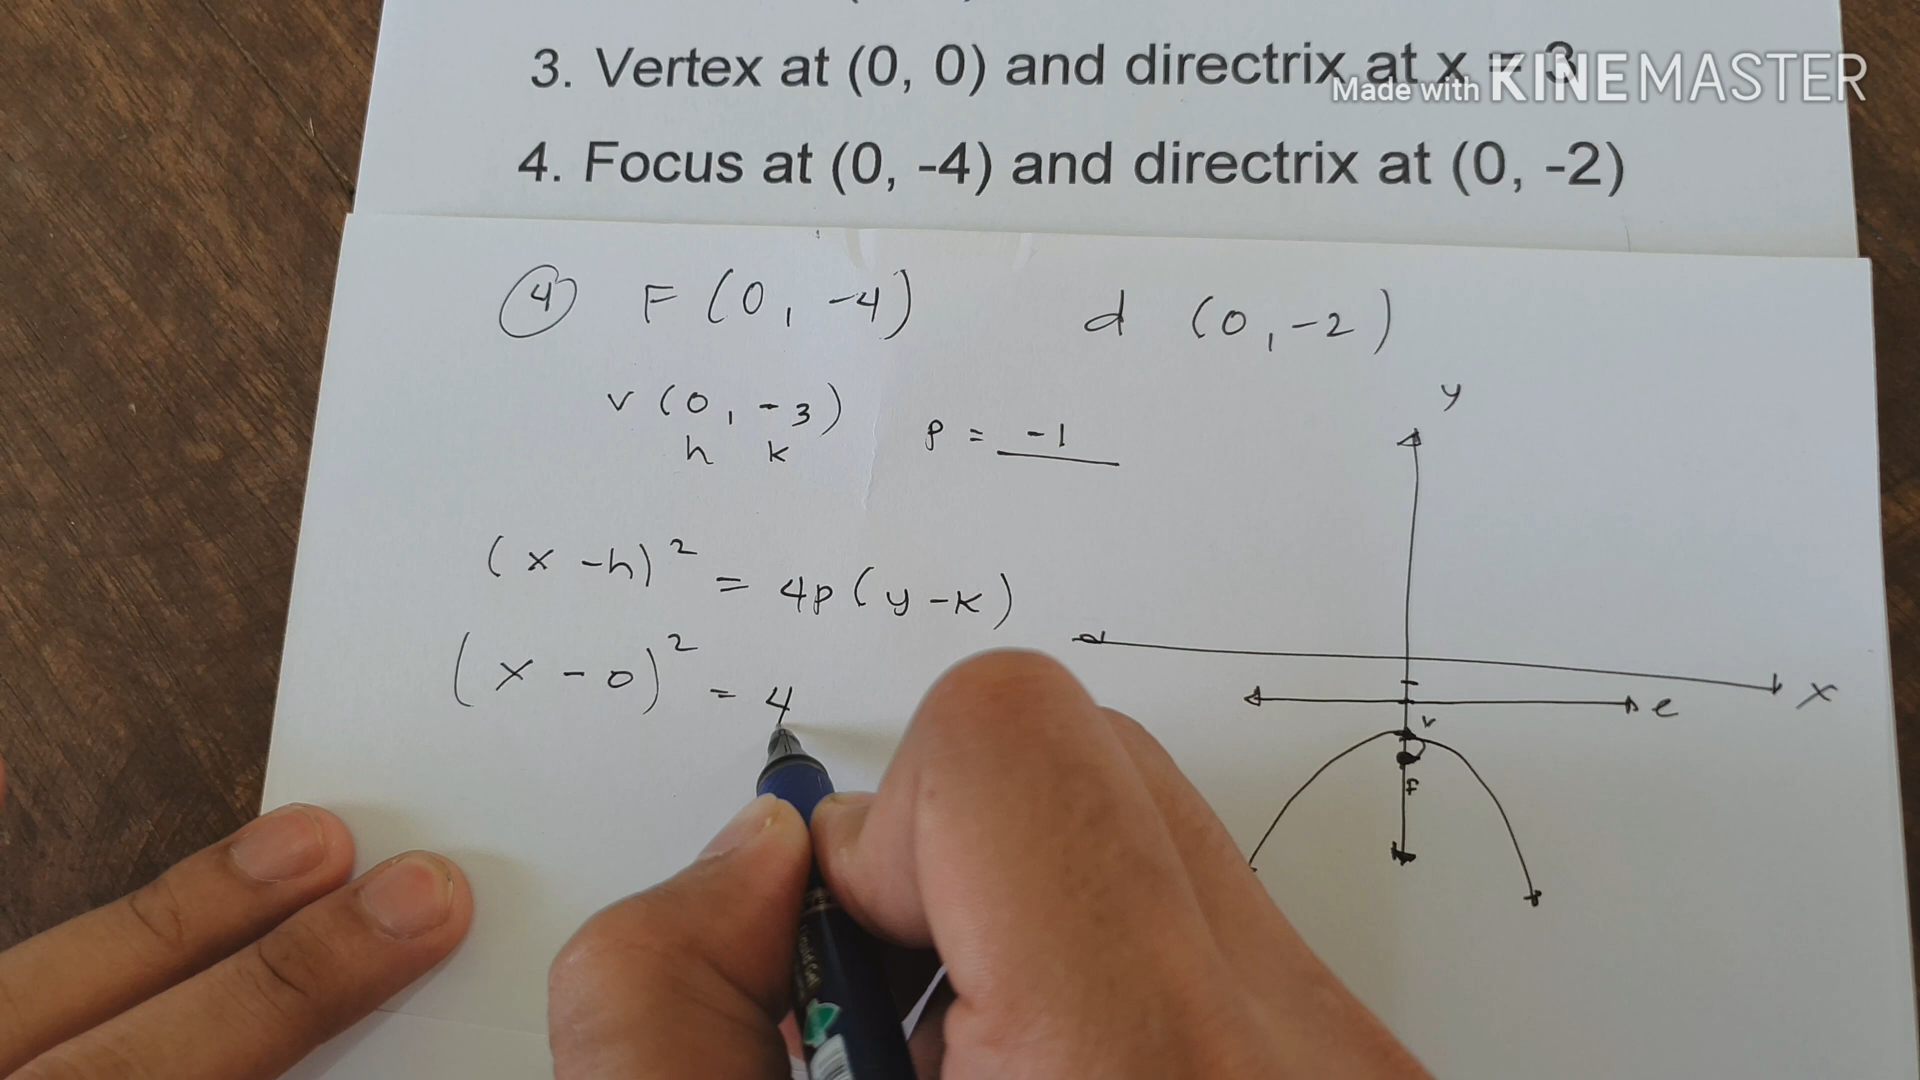 3. Vertex at (0, 0) and directrix at x = 3
Made with KINEMASTER
4. Focus at (0, -4) and directrix at (0, -2)
4 F (0, -4) d (0, -2)
v (0, -3)
h k
p = -1
(x - h)² = 4p (y - k)
(x - 0)² = 4
y
x
v
F